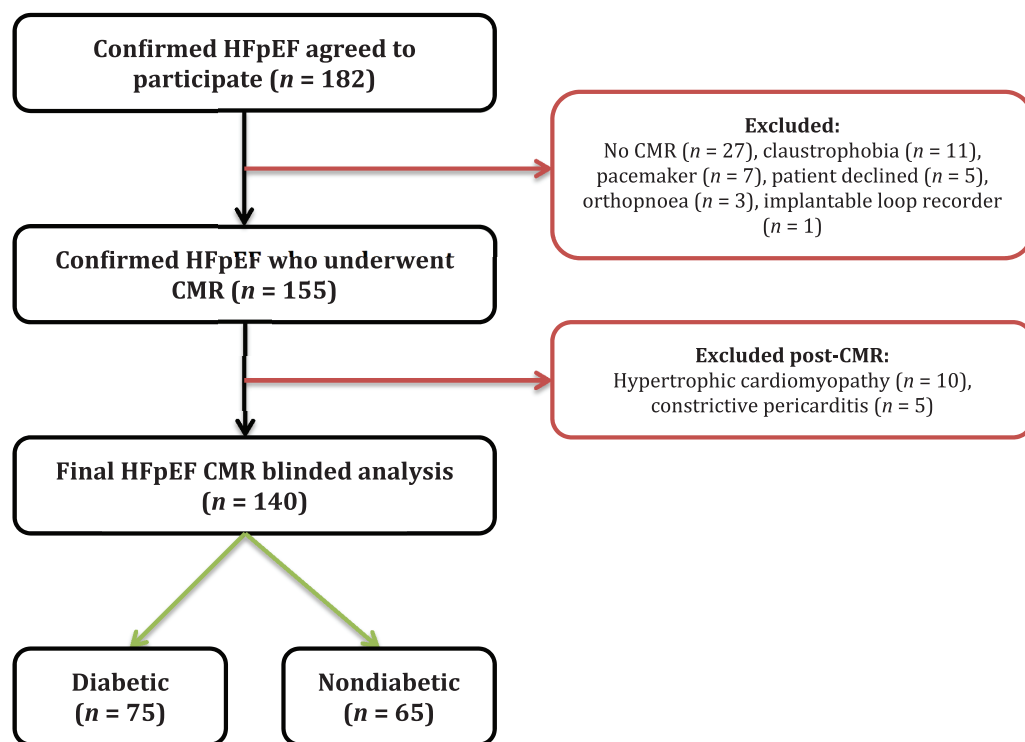 Confirmed HFpEF agreed to
participate (n = 182)
Excluded:
No CMR (n = 27), claustrophobia (n = 11),
pacemaker (n = 7), patient declined (n = 5),
orthopnoea (n = 3), implantable loop recorder
(n = 1)
Confirmed HFpEF who underwent
CMR (n = 155)
Excluded post-CMR:
Hypertrophic cardiomyopathy (n = 10),
constrictive pericarditis (n = 5)
Final HFpEF CMR blinded analysis
(n = 140)
Diabetic
(n = 75)
Nondiabetic
(n = 65)